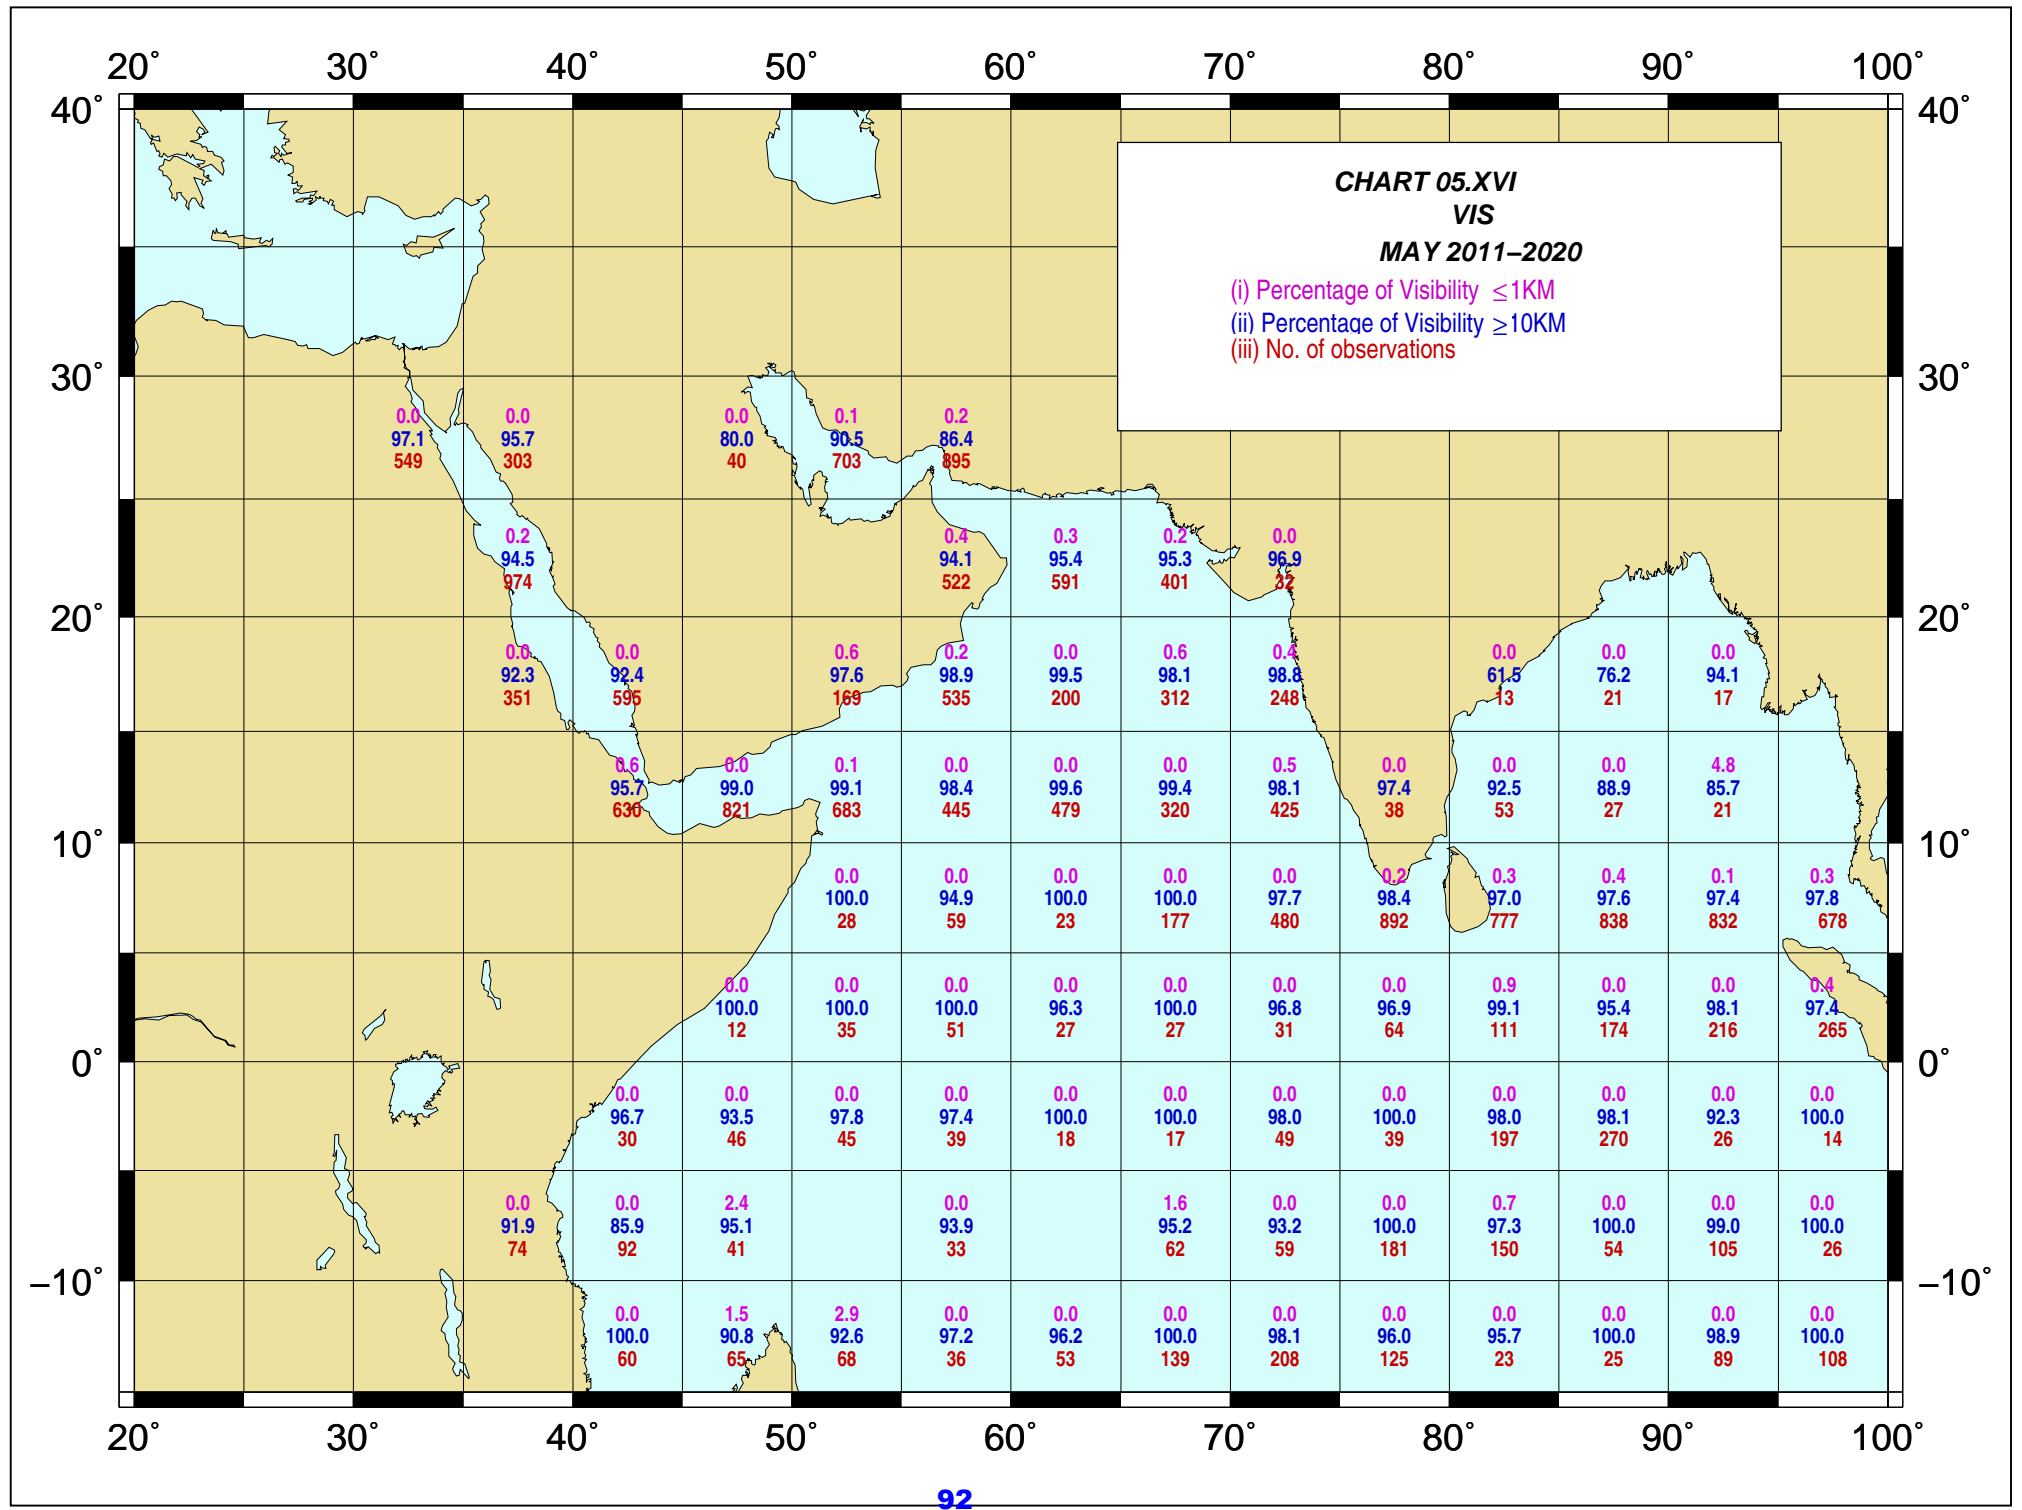 20° 30° 40° 50° 60° 70° 80° 90° 100°
40° 40°
CHART 05.XVI
VIS
MAY 2011–2020
(i) Percentage of Visibility ≤1KM
(ii) Percentage of Visibility ≥10KM
(iii) No. of observations
30° 30°
0.0 0.0 0.0 0.1 0.2
97.1 95.7 80.0 90.5 86.4
549 303 40 703 895
0.2 0.4 0.3 0.2 0.0
94.5 94.1 95.4 95.3 96.9
974 522 591 401 32
20° 20°
0.0 0.0 0.6 0.2 0.0 0.6 0.4 0.0 0.0 0.0
92.3 92.4 97.6 98.9 99.5 98.1 98.8 61.5 76.2 94.1
351 595 169 535 200 312 248 13 21 17
0.6 0.0 0.1 0.0 0.0 0.0 0.5 0.0 0.0 0.0 4.8
95.7 99.0 99.1 98.4 99.6 99.4 98.1 97.4 92.5 88.9 85.7
630 821 683 445 479 320 425 38 53 27 21
10° 10°
0.0 0.0 0.0 0.0 0.0 0.2 0.3 0.4 0.1 0.3
100.0 94.9 100.0 100.0 97.7 98.4 97.0 97.6 97.4 97.8
28 59 23 177 480 892 777 838 832 678
0.0 0.0 0.0 0.0 0.0 0.0 0.0 0.9 0.0 0.0 0.4
100.0 100.0 100.0 96.3 100.0 96.8 96.9 99.1 95.4 98.1 97.4
12 35 51 27 27 31 64 111 174 216 265
0° 0°
0.0 0.0 0.0 0.0 0.0 0.0 0.0 0.0 0.0 0.0 0.0 0.0
96.7 93.5 97.8 97.4 100.0 100.0 98.0 100.0 98.0 98.1 92.3 100.0
30 46 45 39 18 17 49 39 197 270 26 14
0.0 0.0 2.4 0.0 1.6 0.0 0.0 0.7 0.0 0.0 0.0
91.9 85.9 95.1 93.9 95.2 93.2 100.0 97.3 100.0 99.0 100.0
74 92 41 33 62 59 181 150 54 105 26
–10° –10°
0.0 1.5 2.9 0.0 0.0 0.0 0.0 0.0 0.0 0.0 0.0 0.0
100.0 90.8 92.6 97.2 96.2 100.0 98.1 96.0 95.7 100.0 98.9 100.0
60 65 68 36 53 139 208 125 23 25 89 108
20° 30° 40° 50° 60° 70° 80° 90° 100°
92